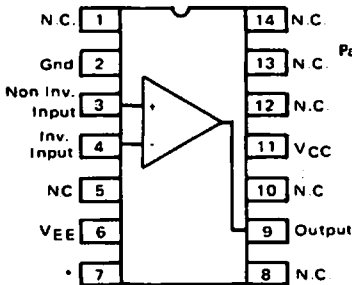 N.C. 1 14 N.C.
Gnd 2 13 N.C.
Non Inv. Input 3 + 12 N.C.
Inv. Input 4 - 11 VCC
NC 5 10 N.C
VEE 6 9 Output
* 7 8 N.C.